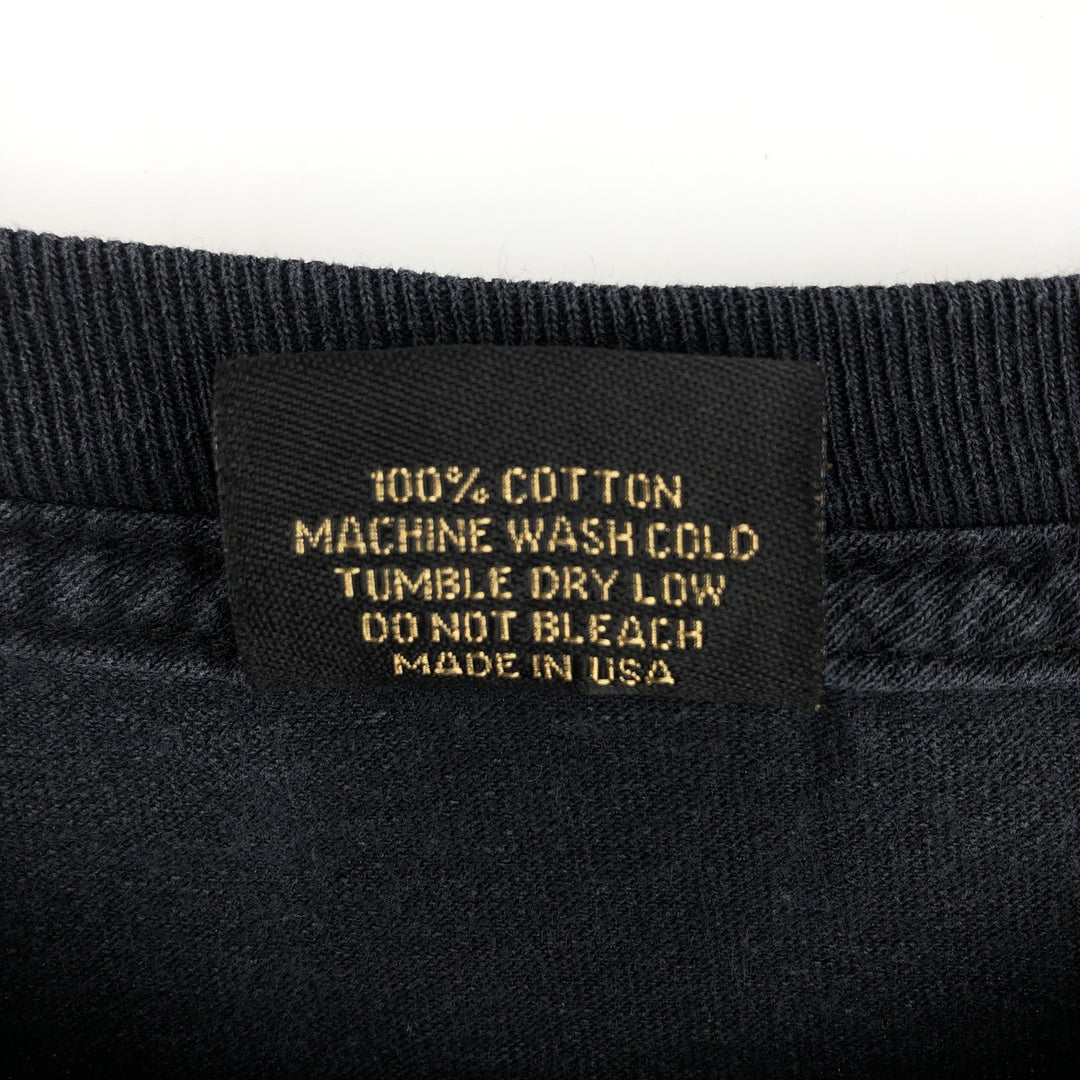 100% COTTON
MACHINE WASH COLD
TUMBLE DRY LOW
DO NOT BLEACH
MADE IN USA